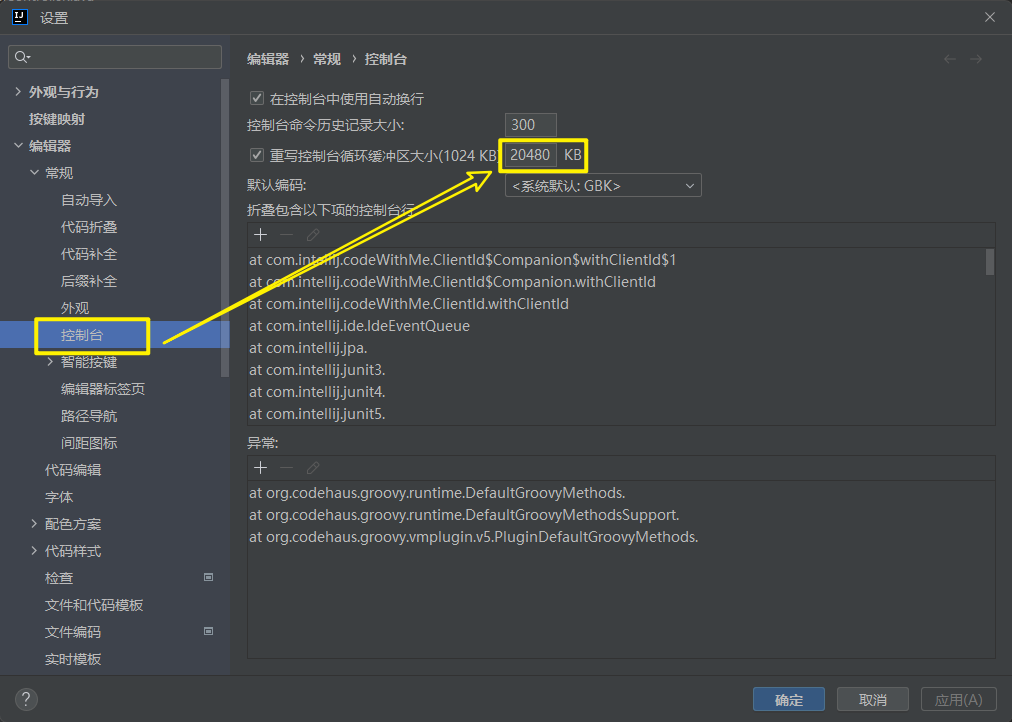 设置
外观与行为
按键映射
编辑器
常规
自动导入
代码折叠
代码补全
后缀补全
外观
控制台
智能按键
编辑器标签页
路径导航
间距图标
代码编辑
字体
配色方案
代码样式
检查
文件和代码模板
文件编码
实时模板
编辑器 › 常规 › 控制台
在控制台中使用自动换行
控制台命令历史记录大小: 300
重写控制台循环缓冲区大小(1024 KB 20480 KB
默认编码: <系统默认: GBK>
折叠包含以下项的控制台行
at com.intellij.codeWithMe.ClientId$Companion$withClientId$1
at com.intellij.codeWithMe.ClientId$Companion.withClientId
at com.intellij.codeWithMe.ClientId.withClientId
at com.intellij.ide.IdeEventQueue
at com.intellij.jpa.
at com.intellij.junit3.
at com.intellij.junit4.
at com.intellij.junit5.
异常:
at org.codehaus.groovy.runtime.DefaultGroovyMethods.
at org.codehaus.groovy.runtime.DefaultGroovyMethodsSupport.
at org.codehaus.groovy.vmplugin.v5.PluginDefaultGroovyMethods.
?
确定 取消 应用(A)